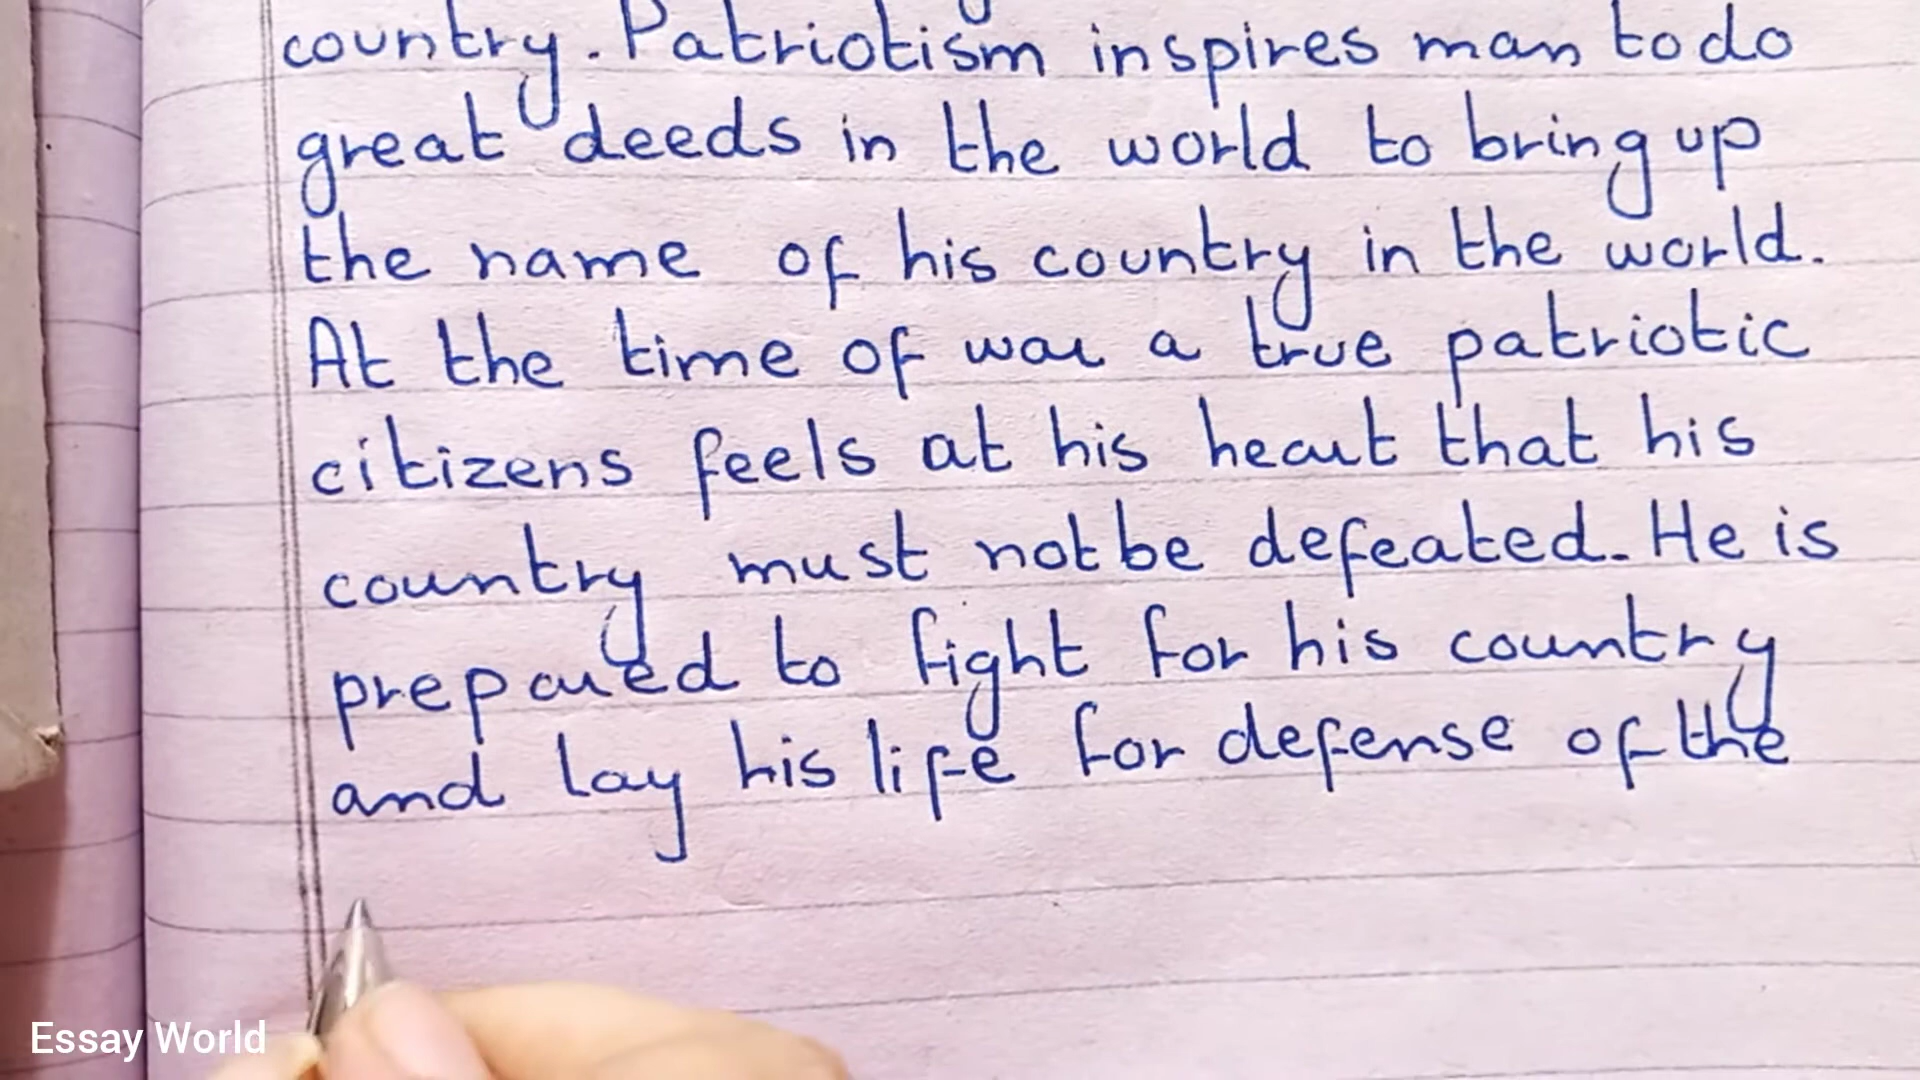 country. Patriotism inspires man to do
great deeds in the world to bring up
the name of his country in the world.
At the time of war a true patriotic
citizens feels at his heart that his
country must not be defeated. He is
prepared to fight for his country
and lay his life for defense of the
Essay World